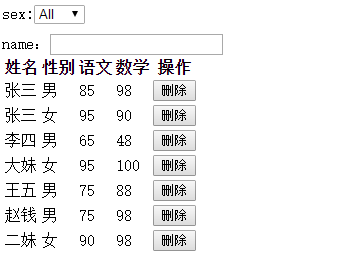 sex:All
name：
姓名 性别 语文 数学 操作
张三 男 85 98 删除
张三 女 95 90 删除
李四 男 65 48 删除
大妹 女 95 100 删除
王五 男 75 88 删除
赵钱 男 75 98 删除
二妹 女 90 98 删除